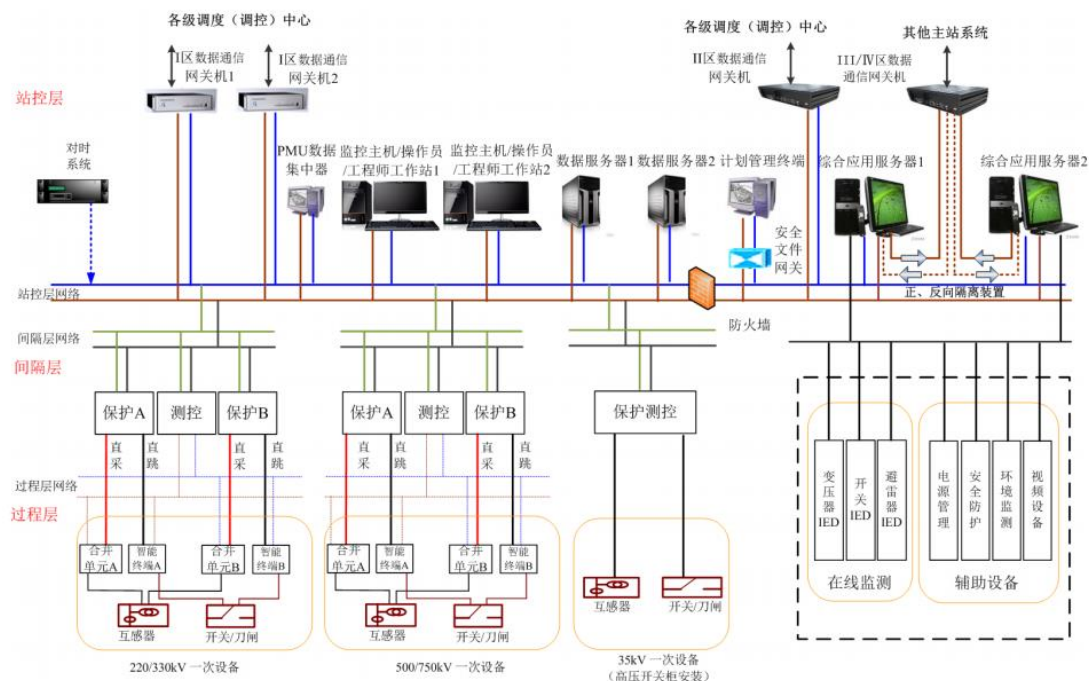 各级调度（调控）中心
I区数据通信
网关机1
I区数据通信
网关机2
各级调度（调控）中心
II区数据通信
网关机
其他主站系统
III/IV区数据
通信网关机
站控层
对时
系统
PMU数据
集中器
监控主机/操作员
/工程师工作站1
监控主机/操作员
/工程师工作站2
数据服务器1
数据服务器2
计划管理终端
综合应用服务器1
综合应用服务器2
安全
文件
网关
正、反向隔离装置
站控层网络
防火墙
间隔层网络
间隔层
保护A
测控
保护B
保护A
测控
保护B
保护测控
直采
直跳
直采
直跳
直采
直跳
直采
直跳
过程层网络
过程层
合并
单元A
智能
终端A
合并
单元B
智能
终端B
合并
单元A
智能
终端A
合并
单元B
智能
终端B
互感器
开关/刀闸
互感器
开关/刀闸
互感器
开关/刀闸
220/330kV 一次设备
500/750kV 一次设备
35kV 一次设备
（高压开关柜安装）
变压器IED
开关IED
避雷器IED
电源管理
安全防护
环境监测
视频设备
在线监测
辅助设备